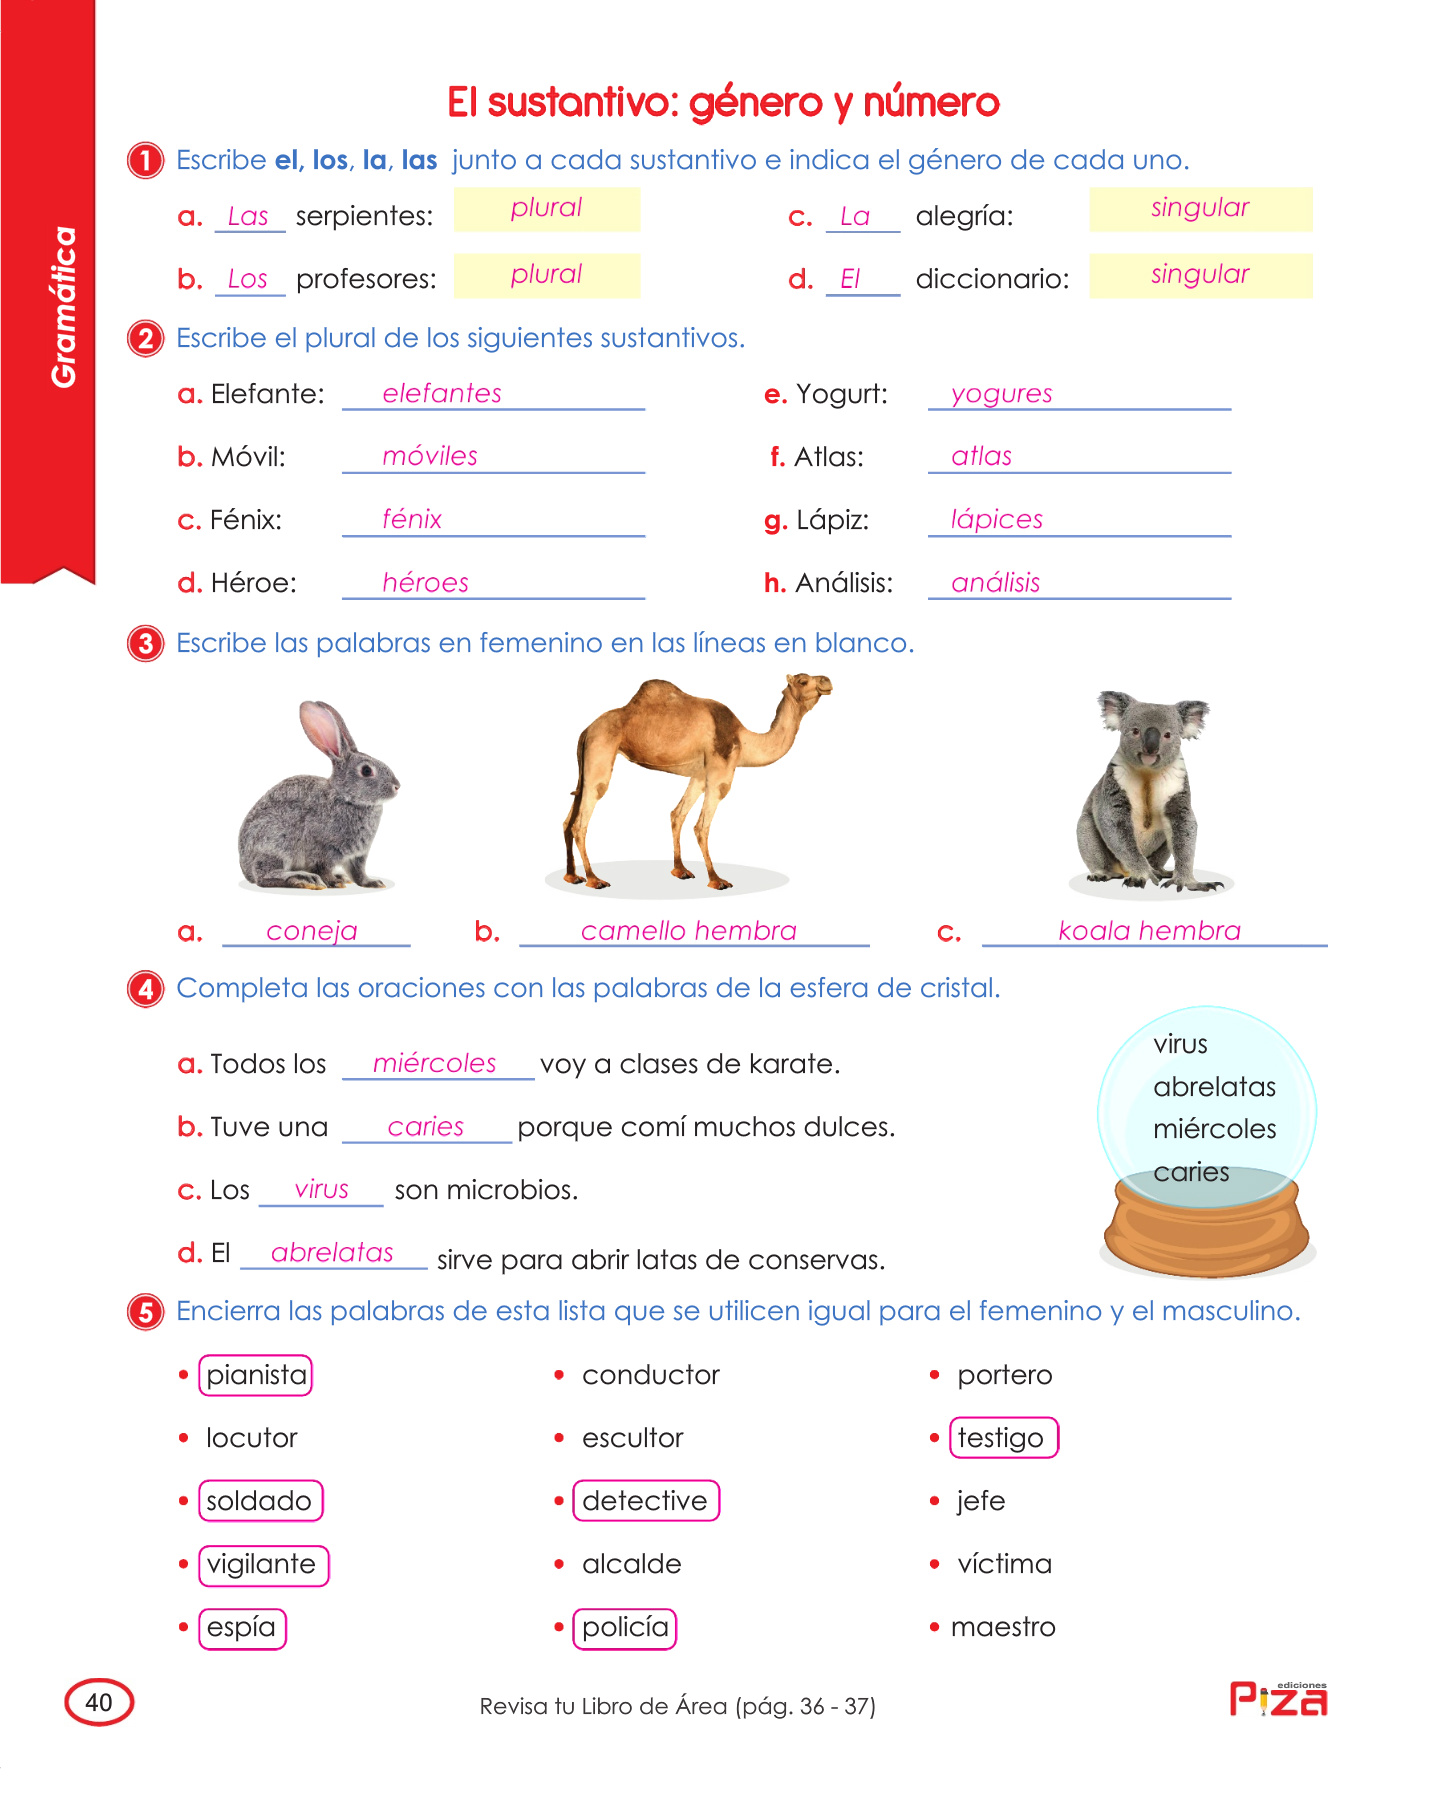 Gramática
El sustantivo: género y número
1 Escribe el, los, la, las junto a cada sustantivo e indica el género de cada uno.
a. Las serpientes: plural
c. La alegría: singular
b. Los profesores: plural
d. El diccionario: singular
2 Escribe el plural de los siguientes sustantivos.
a. Elefante: elefantes
e. Yogurt: yogures
b. Móvil: móviles
f. Atlas: atlas
c. Fénix: fénix
g. Lápiz: lápices
d. Héroe: héroes
h. Análisis: análisis
3 Escribe las palabras en femenino en las líneas en blanco.
a. coneja
b. camello hembra
c. koala hembra
4 Completa las oraciones con las palabras de la esfera de cristal.
a. Todos los miércoles voy a clases de karate.
b. Tuve una caries porque comí muchos dulces.
c. Los virus son microbios.
d. El abrelatas sirve para abrir latas de conservas.
virus
abrelatas
miércoles
caries
5 Encierra las palabras de esta lista que se utilicen igual para el femenino y el masculino.
• pianista
• locutor
• soldado
• vigilante
• espía
• conductor
• escultor
• detective
• alcalde
• policía
• portero
• testigo
• jefe
• víctima
• maestro
40
Revisa tu Libro de Área (pág. 36 - 37)
ediciones
Piza